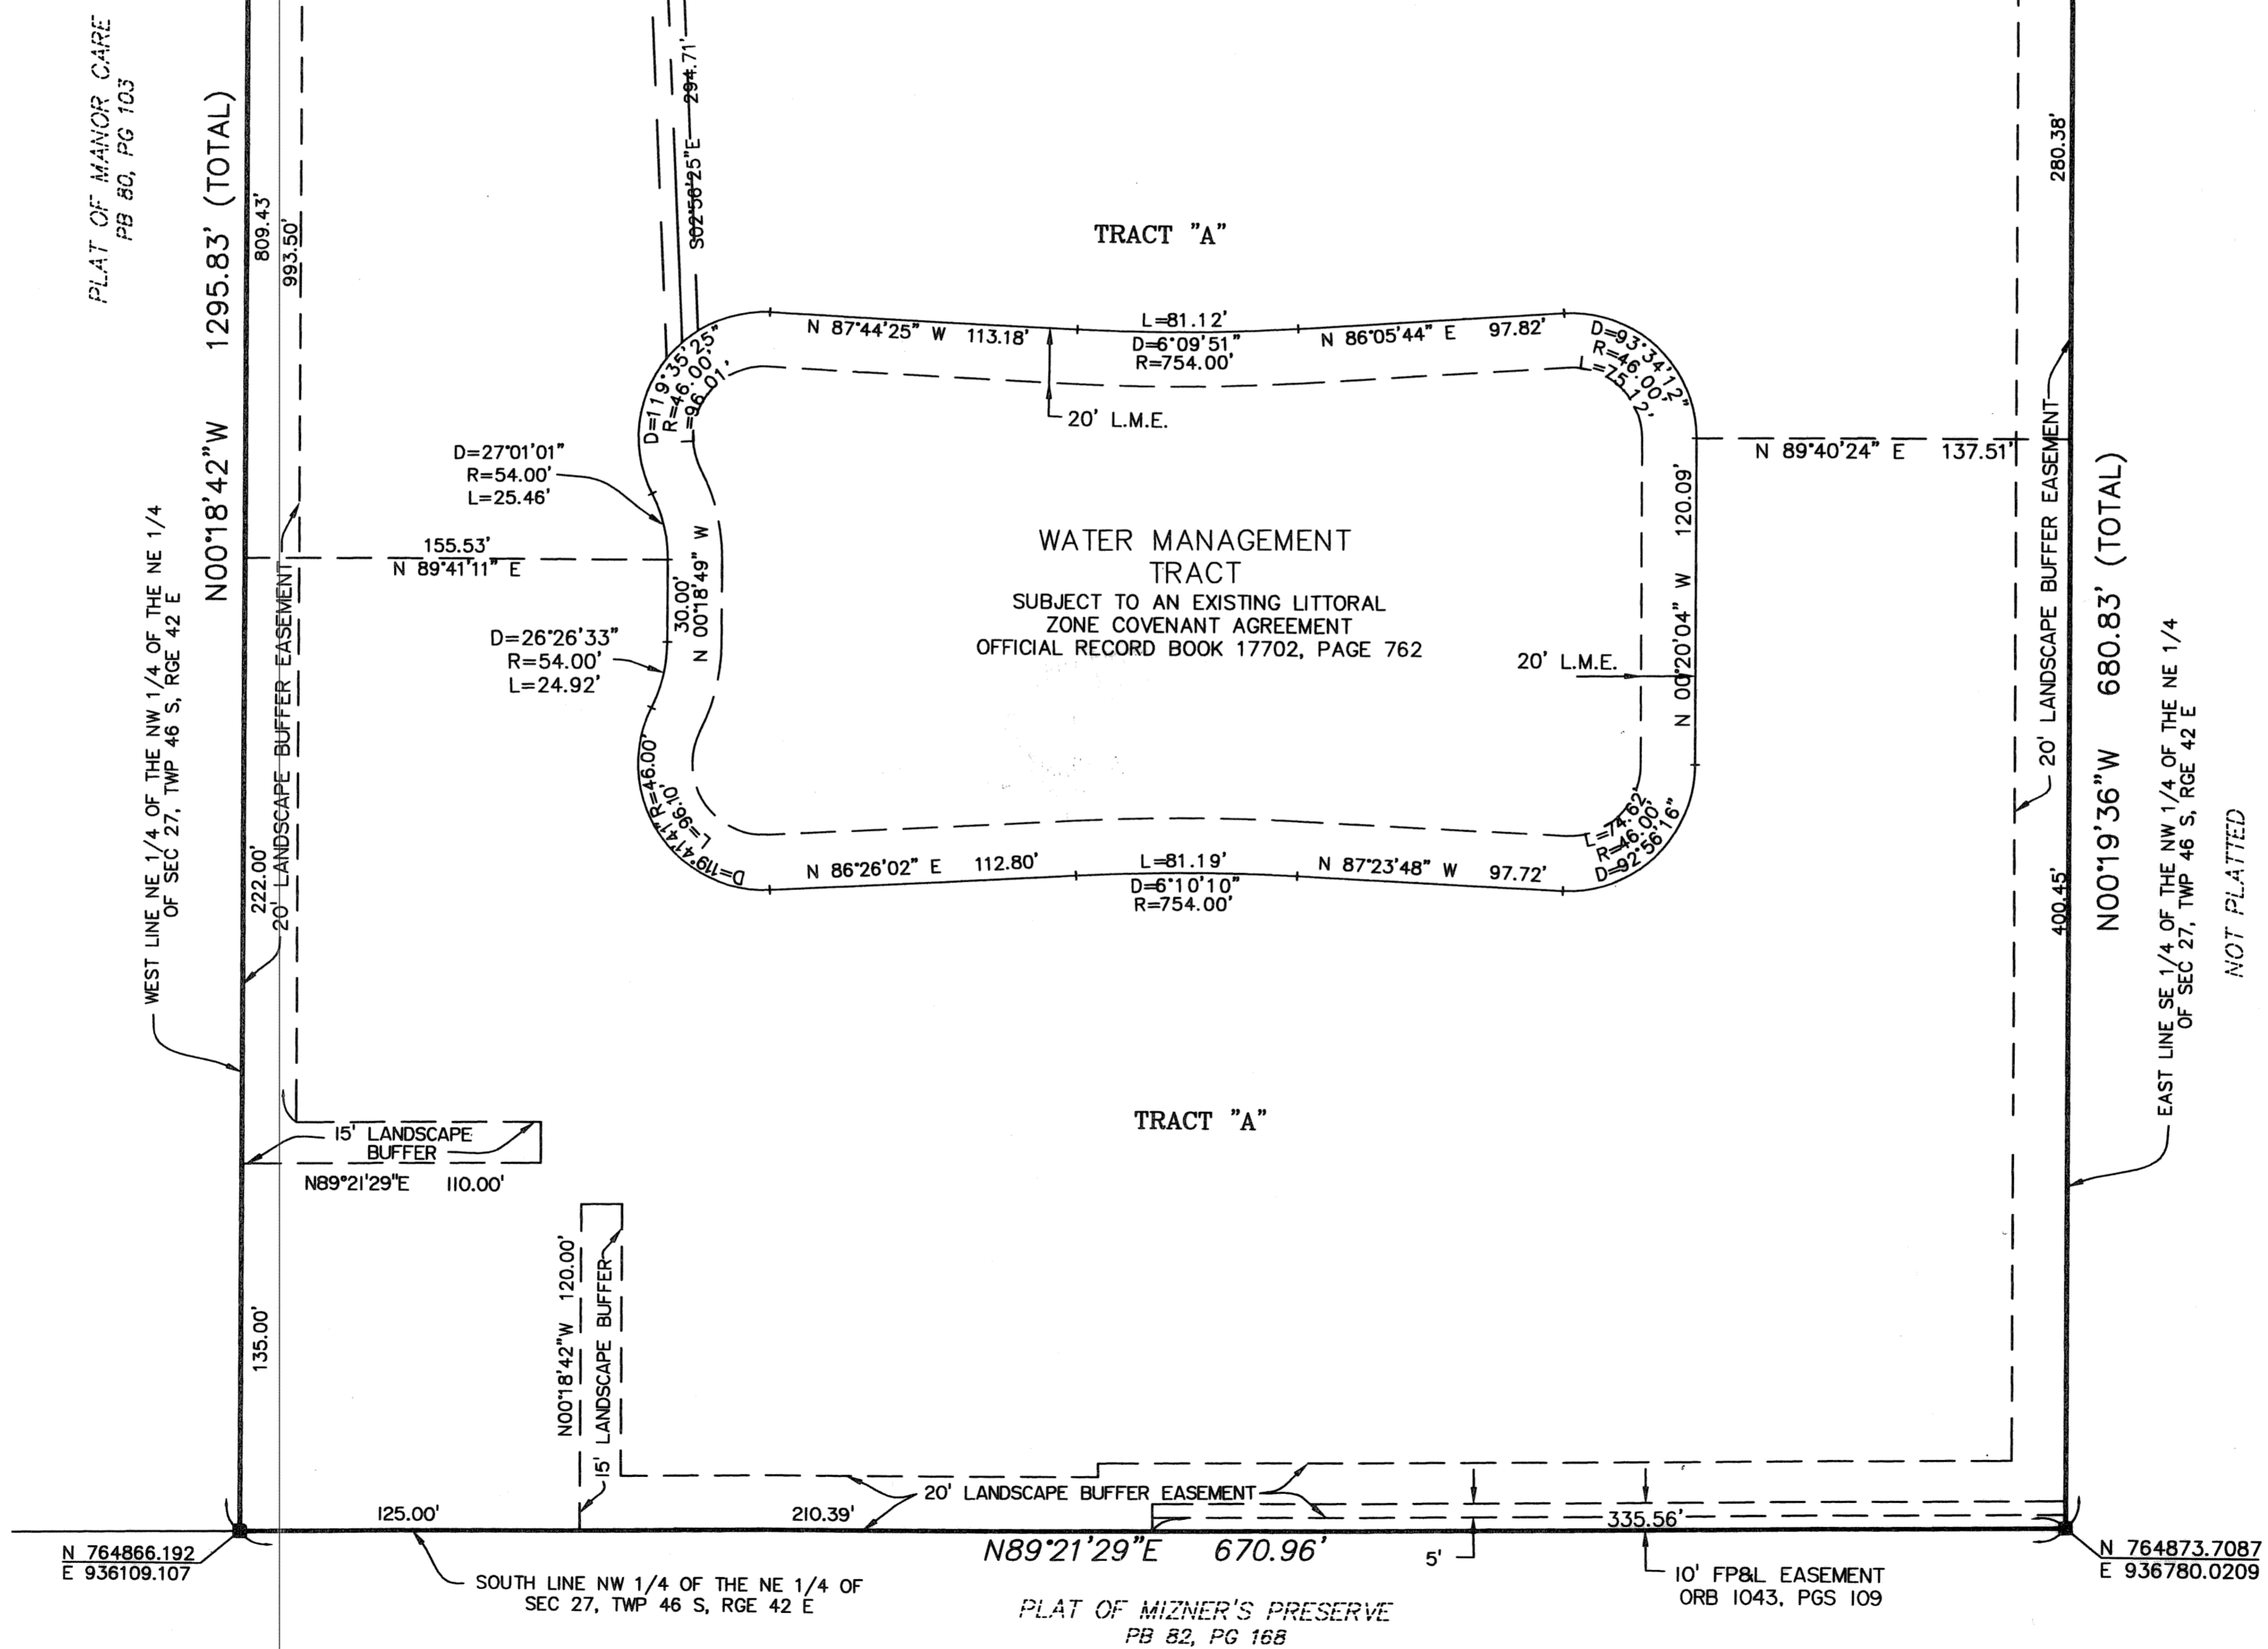 PLAT OF MANOR CARE
PB 80, PG 103
N00°18'42"W 1295.83' (TOTAL)
809.43'
993.50'
S02°56'25"E 294.71'
TRACT "A"
280.38'
N 87°44'25" W 113.18'
L=81.12'
D=6°09'51"
R=754.00'
N 86°05'44" E 97.82'
D=93°34'12"
R=46.00'
L=75.12'
D=119°35'25"
R=46.00'
L=96.01'
20' L.M.E.
D=27°01'01"
R=54.00'
L=25.46'
N 89°40'24" E 137.51'
20' LANDSCAPE BUFFER EASEMENT
N00°19'36"W 680.83' (TOTAL)
155.53'
N 89°41'11" E
30.00'
N 00°18'49" W
WATER MANAGEMENT
TRACT
SUBJECT TO AN EXISTING LITTORAL
ZONE COVENANT AGREEMENT
OFFICIAL RECORD BOOK 17702, PAGE 762
N 00°20'04" W 120.09'
20' L.M.E.
D=26°26'33"
R=54.00'
L=24.92'
WEST LINE NE 1/4 OF THE NW 1/4 OF THE NE 1/4
OF SEC 27, TWP 46 S, RGE 42 E
20' LANDSCAPE BUFFER EASEMENT
222.00'
D=119°41'41" R=46.00'
L=96.10'
N 86°26'02" E 112.80'
L=81.19'
D=6°10'10"
R=754.00'
N 87°23'48" W 97.72'
L=74.62'
R=46.00'
D=92°56'16"
400.45'
EAST LINE SE 1/4 OF THE NW 1/4 OF THE NE 1/4
OF SEC 27, TWP 46 S, RGE 42 E
NOT PLATTED
TRACT "A"
15' LANDSCAPE
BUFFER
N89°21'29"E 110.00'
135.00'
N00°18'42"W 120.00'
15' LANDSCAPE BUFFER
20' LANDSCAPE BUFFER EASEMENT
125.00'
210.39'
335.56'
N89°21'29"E 670.96'
5'
N 764866.192
E 936109.107
SOUTH LINE NW 1/4 OF THE NE 1/4 OF
SEC 27, TWP 46 S, RGE 42 E
10' FP&L EASEMENT
ORB 1043, PGS 109
N 764873.7087
E 936780.0209
PLAT OF MIZNER'S PRESERVE
PB 82, PG 168